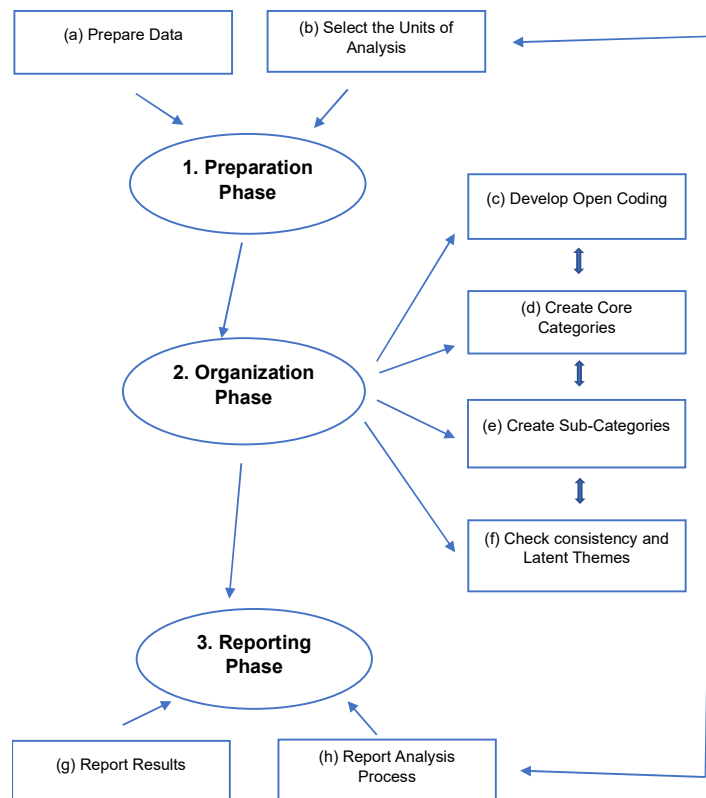 (a) Prepare Data
(b) Select the Units of
Analysis
1. Preparation
Phase
(c) Develop Open Coding
(d) Create Core
Categories
2. Organization
Phase
(e) Create Sub-Categories
(f) Check consistency and
Latent Themes
3. Reporting
Phase
(g) Report Results
(h) Report Analysis
Process